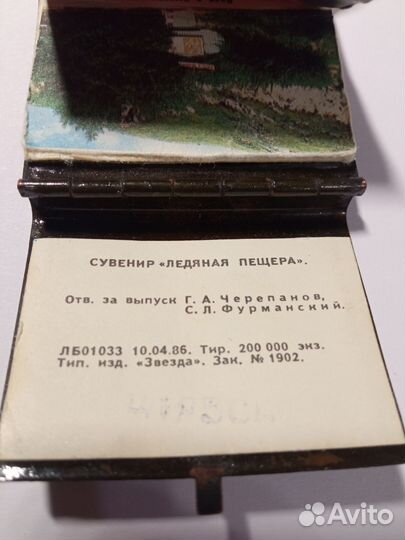 СУВЕНИР «ЛЕДЯНАЯ ПЕЩЕРА».
Отв. за выпуск Г. А. Черепанов,
С. Л. Фурманский.
ЛБ01033 10.04.86. Тир. 200 000 экз.
Тип. изд. «Звезда». Зак. № 1902.
Avito